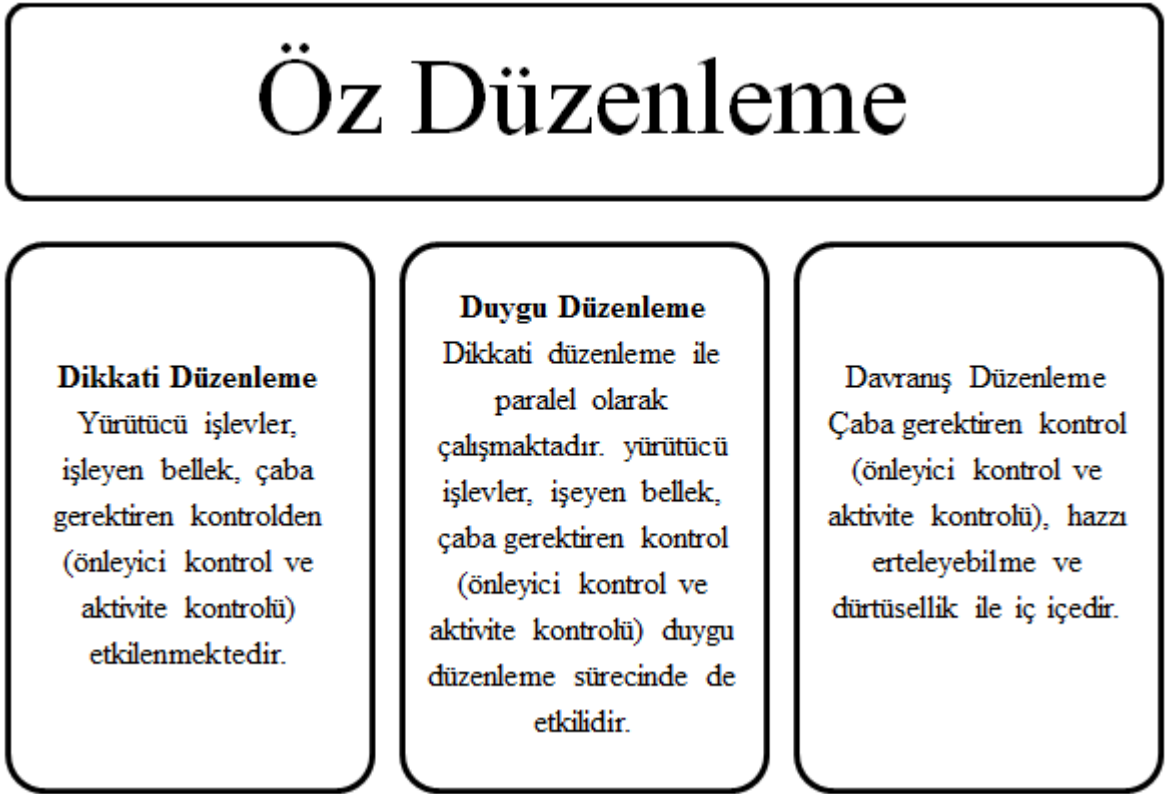 Öz Düzenleme
Dikkati Düzenleme
Yürütücü işlevler,
işleyen bellek, çaba
gerektiren kontrolden
(önleyici kontrol ve
aktivite kontrolü)
etkilenmektedir.
Duygu Düzenleme
Dikkati düzenleme ile
paralel olarak
çalışmaktadır. yürütücü
işlevler, işeyen bellek,
çaba gerektiren kontrol
(önleyici kontrol ve
aktivite kontrolü) duygu
düzenleme sürecinde de
etkilidir.
Davranış Düzenleme
Çaba gerektiren kontrol
(önleyici kontrol ve
aktivite kontrolü), hazzı
erteleyebilme ve
dürtüsellik ile iç içedir.